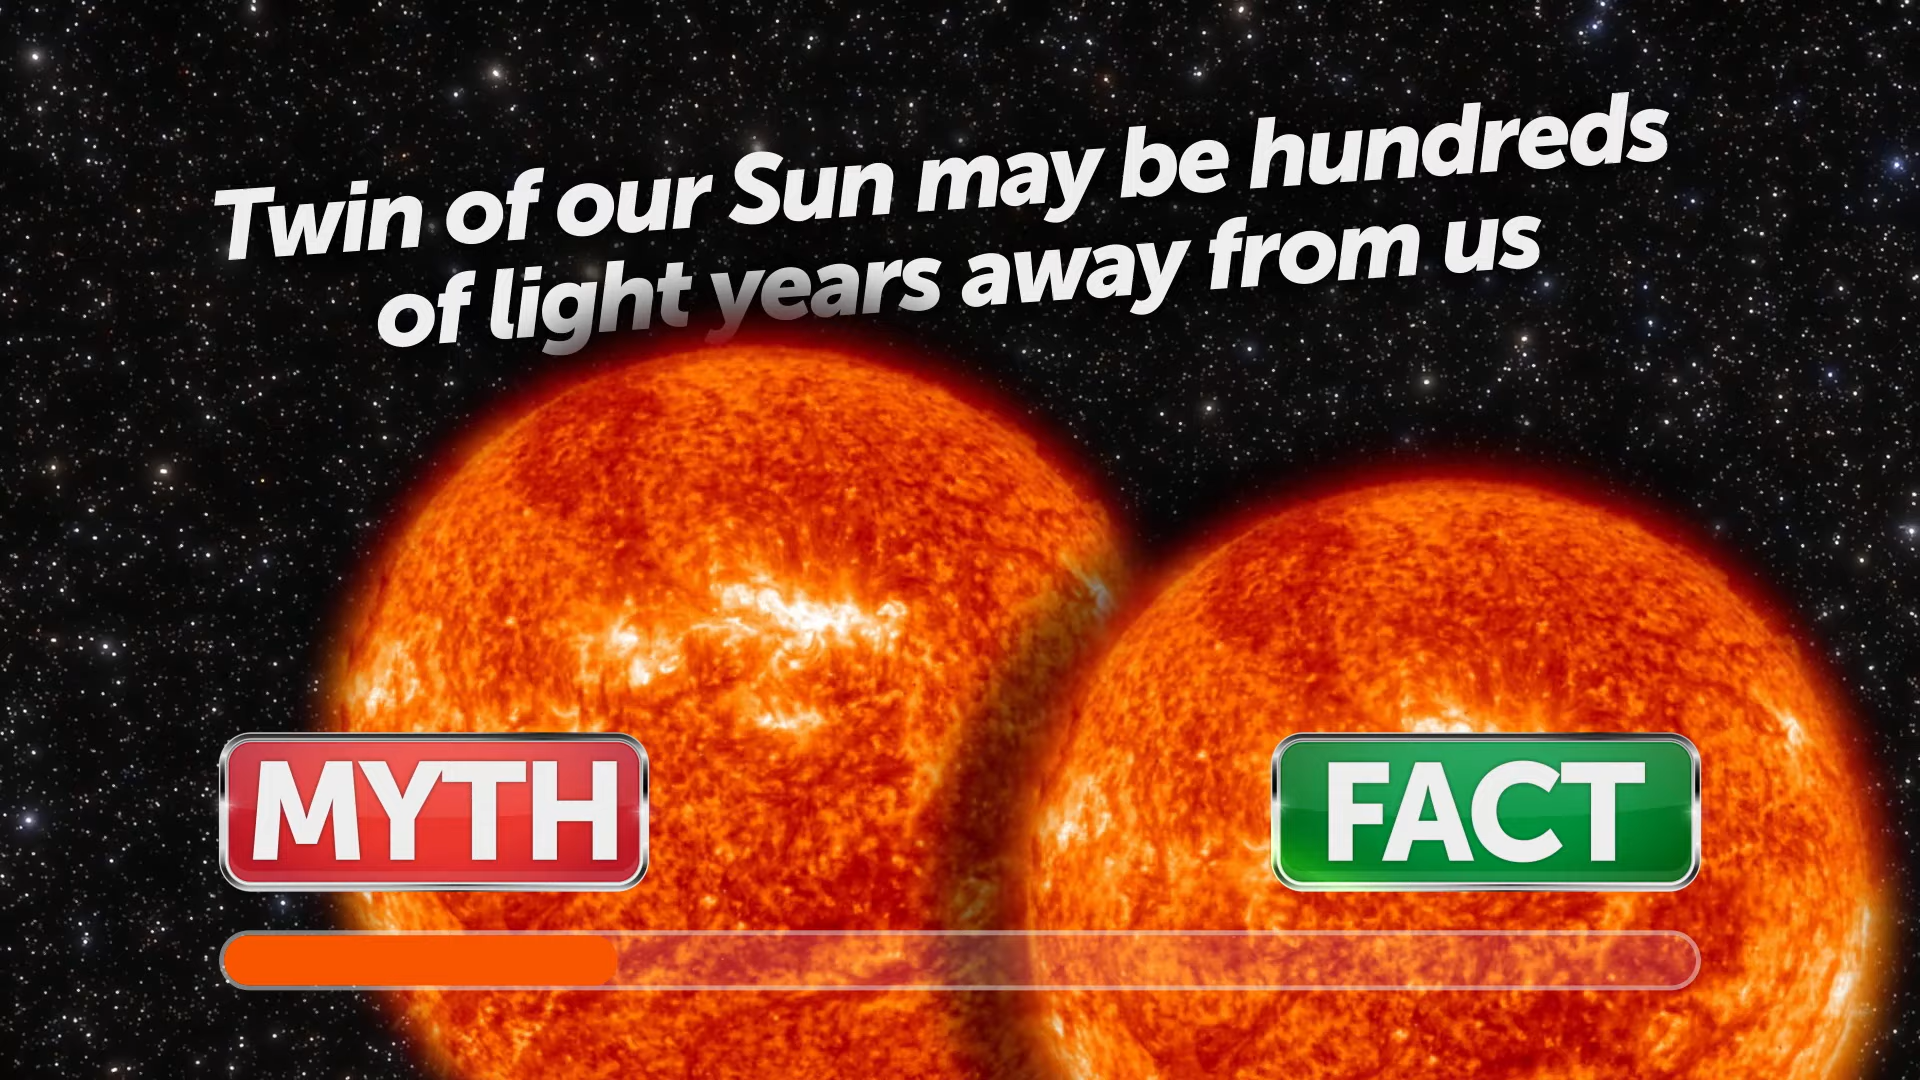 Twin of our Sun may be hundreds
of light years away from us
MYTH
FACT